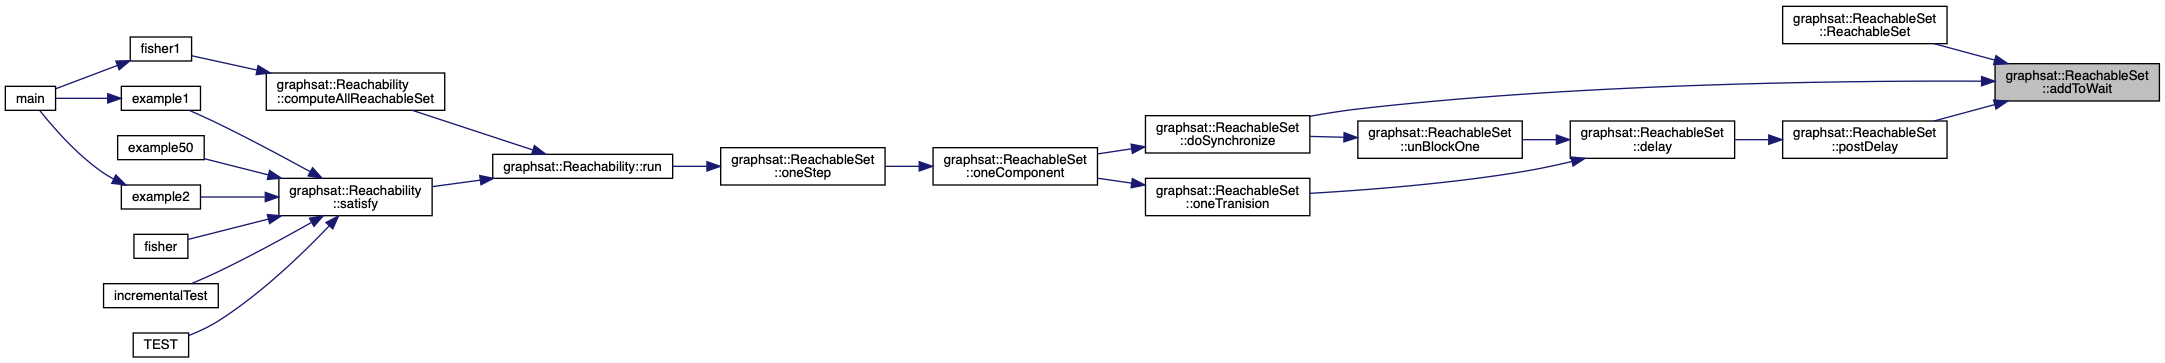 main
fisher1
example1
example50
example2
fisher
incrementalTest
TEST
graphsat::Reachability
::computeAllReachableSet
graphsat::Reachability
::satisfy
graphsat::Reachability::run
graphsat::ReachableSet
::oneStep
graphsat::ReachableSet
::oneComponent
graphsat::ReachableSet
::doSynchronize
graphsat::ReachableSet
::oneTranision
graphsat::ReachableSet
::unBlockOne
graphsat::ReachableSet
::delay
graphsat::ReachableSet
::ReachableSet
graphsat::ReachableSet
::postDelay
graphsat::ReachableSet
::addToWait